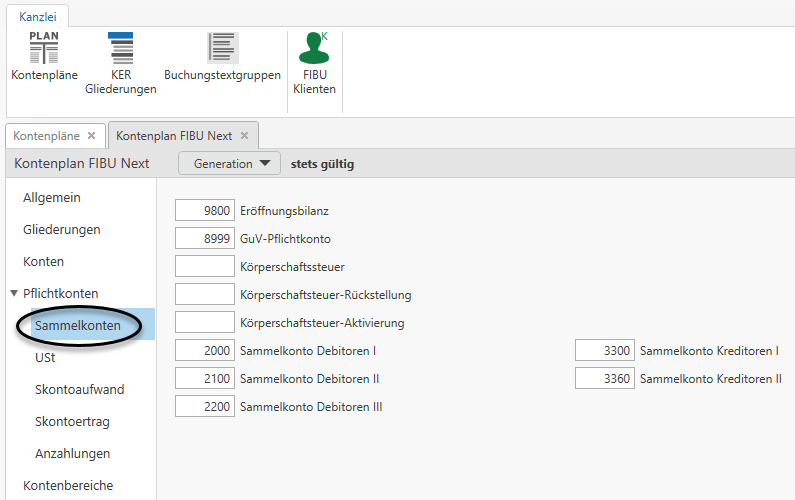 Kanzlei
PLAN
K
Kontenpläne
KER
Gliederungen
Buchungstextgruppen
FIBU
Klienten
Kontenpläne ×
Kontenplan FIBU Next ×
Kontenplan FIBU Next
Generation
stets gültig
Allgemein
Gliederungen
Konten
Pflichtkonten
Sammelkonten
USt
Skontoaufwand
Skontoertrag
Anzahlungen
Kontenbereiche
9800 Eröffnungsbilanz
8999 GuV-Pflichtkonto
Körperschaftssteuer
Körperschaftsteuer-Rückstellung
Körperschaftsteuer-Aktivierung
2000 Sammelkonto Debitoren I
3300 Sammelkonto Kreditoren I
2100 Sammelkonto Debitoren II
3360 Sammelkonto Kreditoren II
2200 Sammelkonto Debitoren III